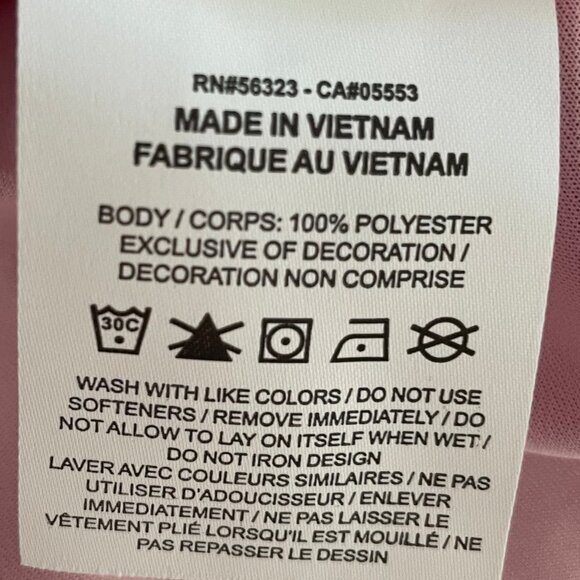 RN#56323 - CA#05553
MADE IN VIETNAM
FABRIQUE AU VIETNAM
BODY / CORPS: 100% POLYESTER
EXCLUSIVE OF DECORATION /
DECORATION NON COMPRISE
30C
WASH WITH LIKE COLORS / DO NOT USE
SOFTENERS / REMOVE IMMEDIATELY / DO
NOT ALLOW TO LAY ON ITSELF WHEN WET /
DO NOT IRON DESIGN
LAVER AVEC COULEURS SIMILAIRES / NE PAS
UTILISER D'ADOUCISSEUR / ENLEVER
IMMEDIATEMENT / NE PAS LAISSER LE
VÊTEMENT PLIÉ LORSQU'IL EST MOUILLÉ / NE
PAS REPASSER LE DESSIN